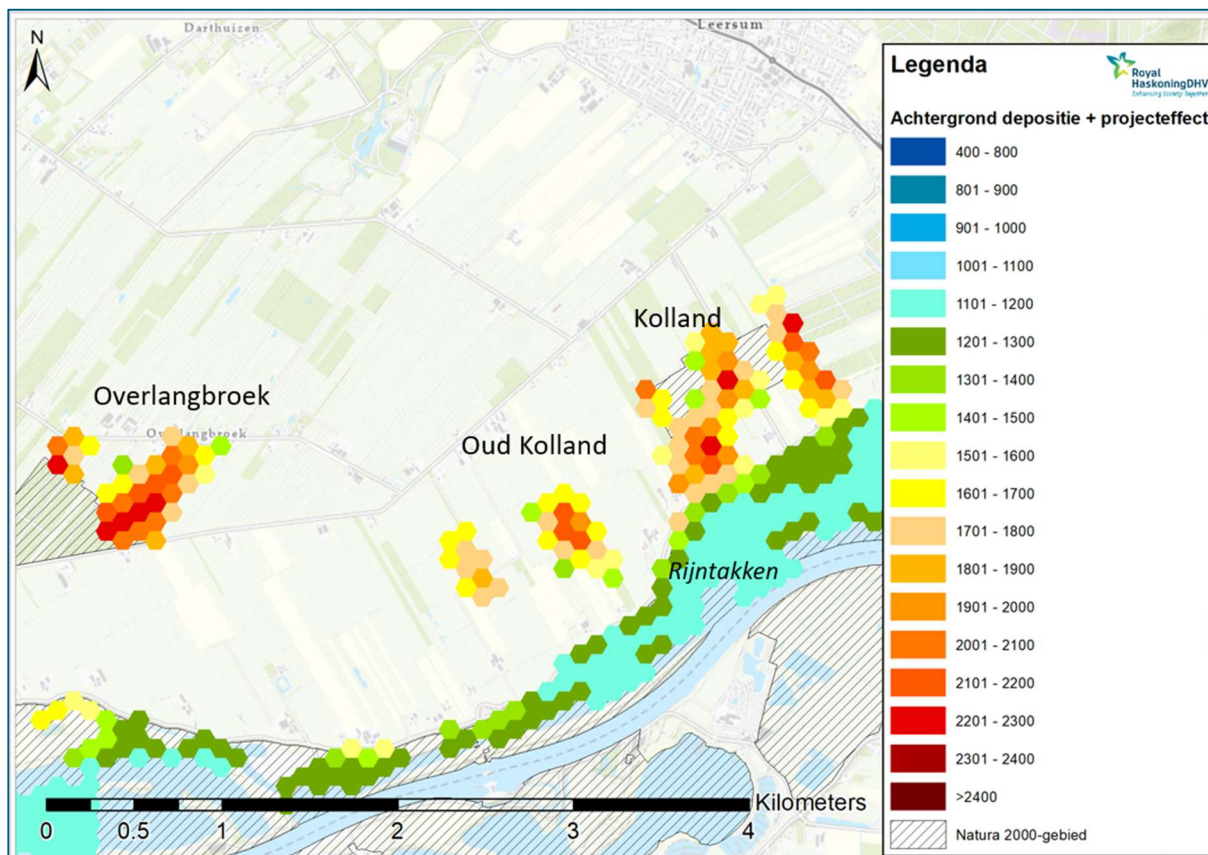 Darthuizen
Leersum
N
Kolland
Overlangbroek
Overlangbroek
Oud Kolland
Rijntakken
Kilometers
0 0.5 1 2 3 4
Legenda
Royal
HaskoningDHV
Enhancing Society Together
Achtergrond depositie + projecteffect
400 - 800
801 - 900
901 - 1000
1001 - 1100
1101 - 1200
1201 - 1300
1301 - 1400
1401 - 1500
1501 - 1600
1601 - 1700
1701 - 1800
1801 - 1900
1901 - 2000
2001 - 2100
2101 - 2200
2201 - 2300
2301 - 2400
>2400
Natura 2000-gebied